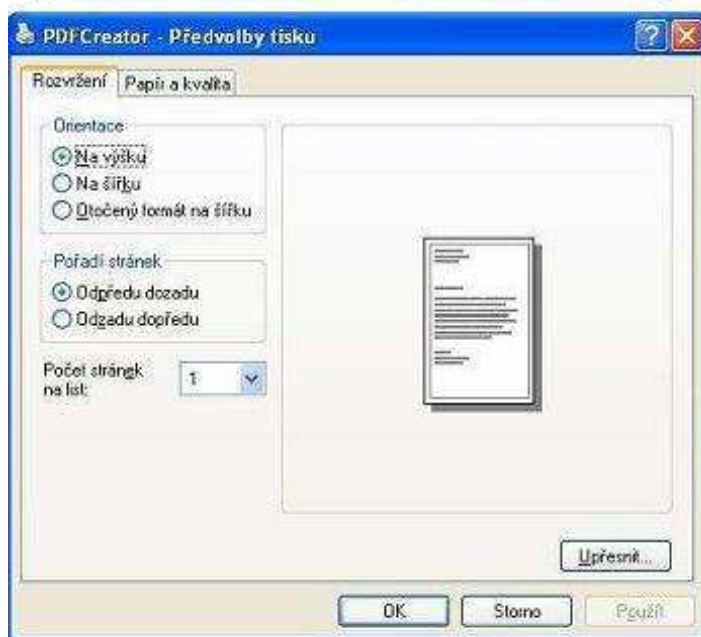 PDFCreator - Předvolby tisku
Rozvržení
Papír a kvalita
Orientace
Na výšku
Na šířku
Otočený formát na šířku
Pořadí stránek
Odpředu dozadu
Odzadu dopředu
Počet stránek
na list:
1
Upřesnit...
OK
Storno
Použít